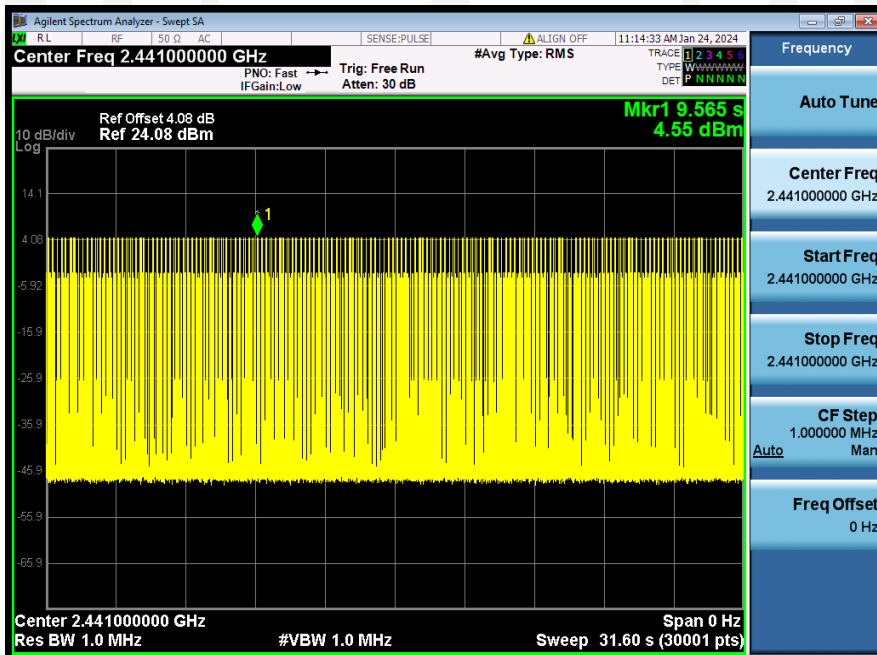 Agilent Spectrum Analyzer - Swept SA
LXI RL RF 50 Ω AC SENSE:PULSE ALIGN OFF 11:14:33 AM Jan 24, 2024
Center Freq 2.441000000 GHz
PNO: Fast
IFGain:Low
Trig: Free Run
Atten: 30 dB
#Avg Type: RMS
TRACE 1 2 3 4 5 6
TYPE WWWWWW
DET P N N N N N
Ref Offset 4.08 dB
10 dB/div Ref 24.08 dBm
Log
Mkr1 9.565 s
4.55 dBm
14.1
1
4.08
-5.92
-15.9
-25.9
-35.9
-45.9
-55.9
-65.9
Center 2.441000000 GHz Span 0 Hz
Res BW 1.0 MHz #VBW 1.0 MHz Sweep 31.60 s (30001 pts)
Frequency
Auto Tune
Center Freq
2.441000000 GHz
Start Freq
2.441000000 GHz
Stop Freq
2.441000000 GHz
CF Step
1.000000 MHz
Auto Man
Freq Offset
0 Hz